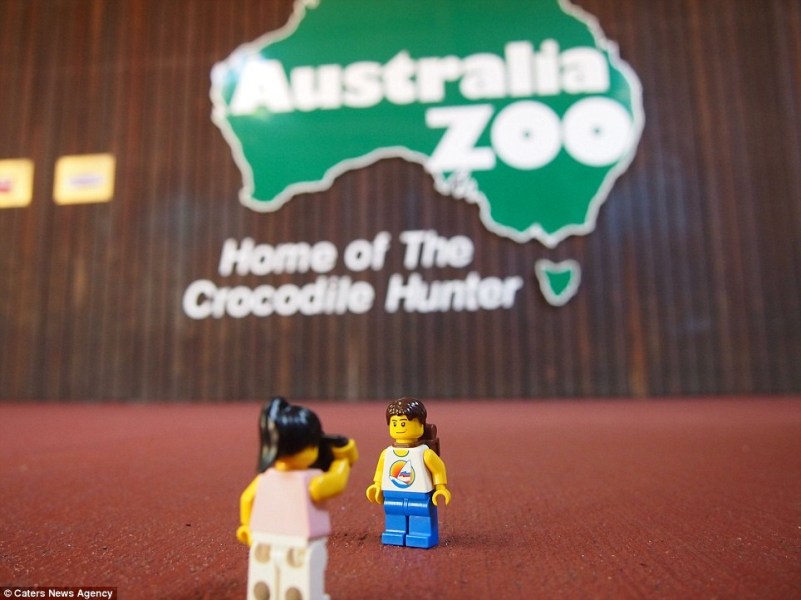 Australia
ZOO
Home of The
Crocodile Hunter
© Caters News Agency